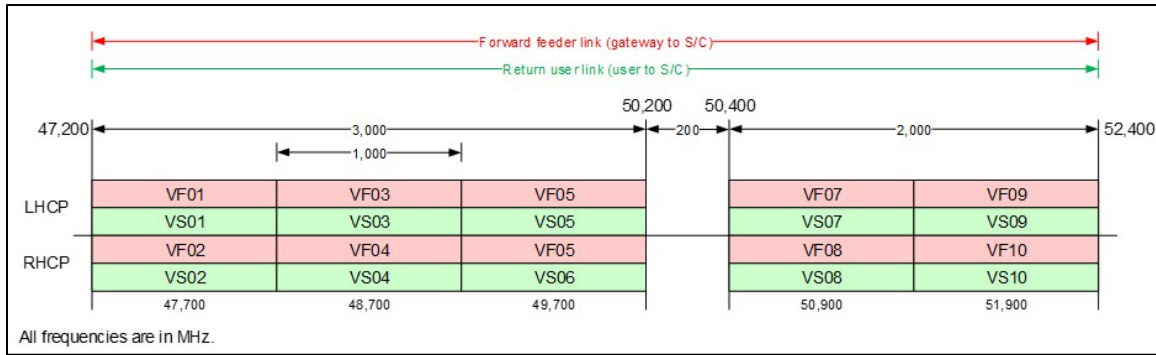 Forward feeder link (gateway to S/C)
Return user link (user to S/C)
50,200 50,400
47,200 3,000 200 2,000 52,400
1,000
LHCP
VF01 VF03 VF05 VF07 VF09
VS01 VS03 VS05 VS07 VS09
RHCP
VF02 VF04 VF05 VF08 VF10
VS02 VS04 VS06 VS08 VS10
47,700 48,700 49,700 50,900 51,900
All frequencies are in MHz.